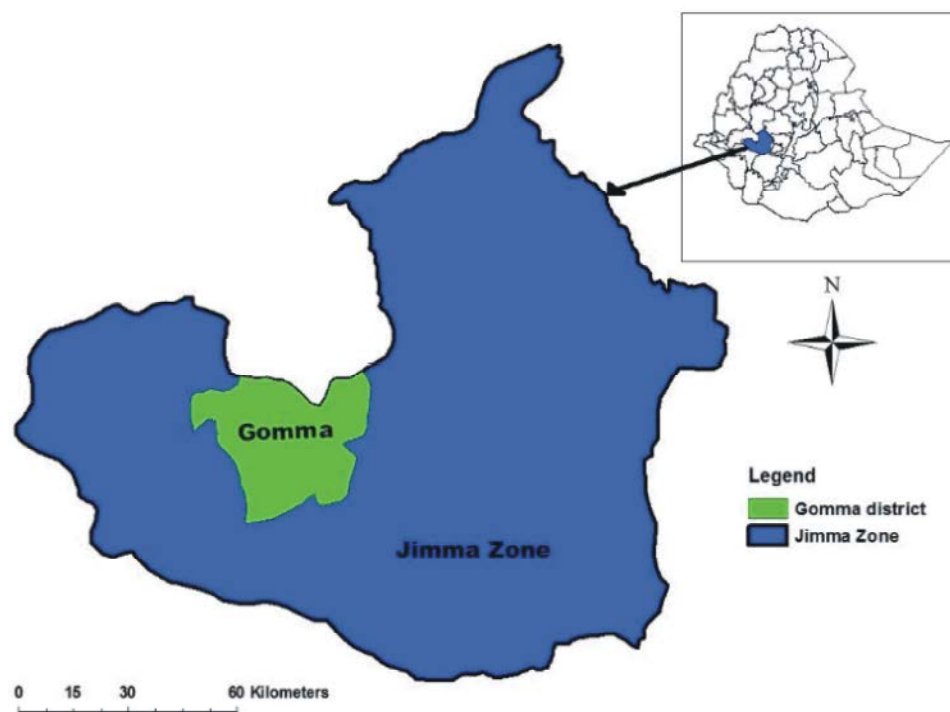 N
Gomma
Legend
Gomma district
Jimma Zone
Jimma Zone
0 15 30 60 Kilometers